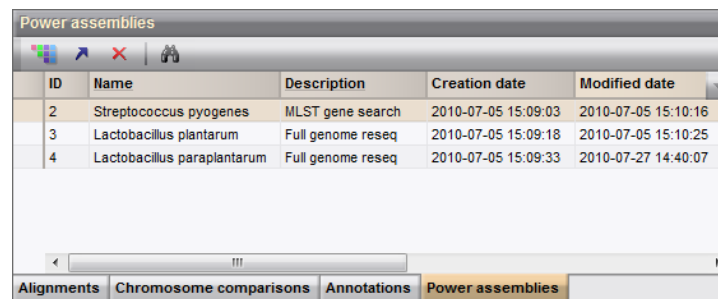 Power assemblies
ID Name Description Creation date Modified date
2 Streptococcus pyogenes MLST gene search 2010-07-05 15:09:03 2010-07-05 15:10:16
3 Lactobacillus plantarum Full genome reseq 2010-07-05 15:09:18 2010-07-05 15:10:25
4 Lactobacillus paraplantarum Full genome reseq 2010-07-05 15:09:33 2010-07-27 14:40:07
Alignments Chromosome comparisons Annotations Power assemblies